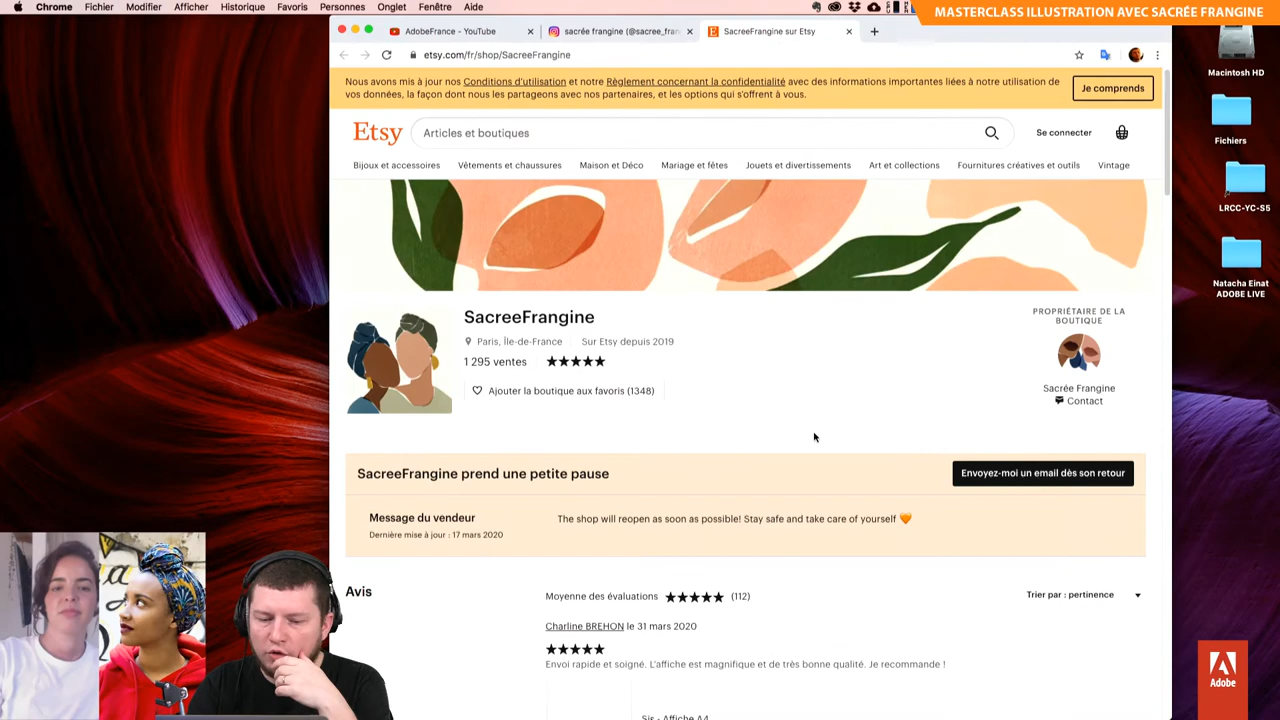 Chrome Fichier Modifier Afficher Historique Favoris Personnes Onglet Fenêtre Aide
MASTERCLASS ILLUSTRATION AVEC SACRÉE FRANGINE
AdobeFrance - YouTube
sacrée frangine (@sacree_fran
SacreeFrangine sur Etsy
etsy.com/fr/shop/SacreeFrangine
Macintosh HD
Fichiers
LRCC-YC-S5
Natacha Einat
ADOBE LIVE
Nous avons mis à jour nos Conditions d'utilisation et notre Règlement concernant la confidentialité avec des informations importantes liées à notre utilisation de
vos données, la façon dont nous les partageons avec nos partenaires, et les options qui s'offrent à vous.
Je comprends
Etsy
Articles et boutiques
Se connecter
Bijoux et accessoires Vêtements et chaussures Maison et Déco Mariage et fêtes Jouets et divertissements Art et collections Fournitures créatives et outils Vintage
SacreeFrangine
Paris, Île-de-France Sur Etsy depuis 2019
1 295 ventes
Ajouter la boutique aux favoris (1348)
PROPRIÉTAIRE DE LA
BOUTIQUE
Sacrée Frangine
Contact
SacreeFrangine prend une petite pause
Envoyez-moi un email dès son retour
Message du vendeur
Dernière mise à jour : 17 mars 2020
The shop will reopen as soon as possible! Stay safe and take care of yourself 🧡
Avis
Moyenne des évaluations ★★★★★ (112)
Trier par : pertinence
Charline BREHON le 31 mars 2020
Envoi rapide et soigné. L'affiche est magnifique et de très bonne qualité. Je recommande !
Sis - Affiche A4
Adobe